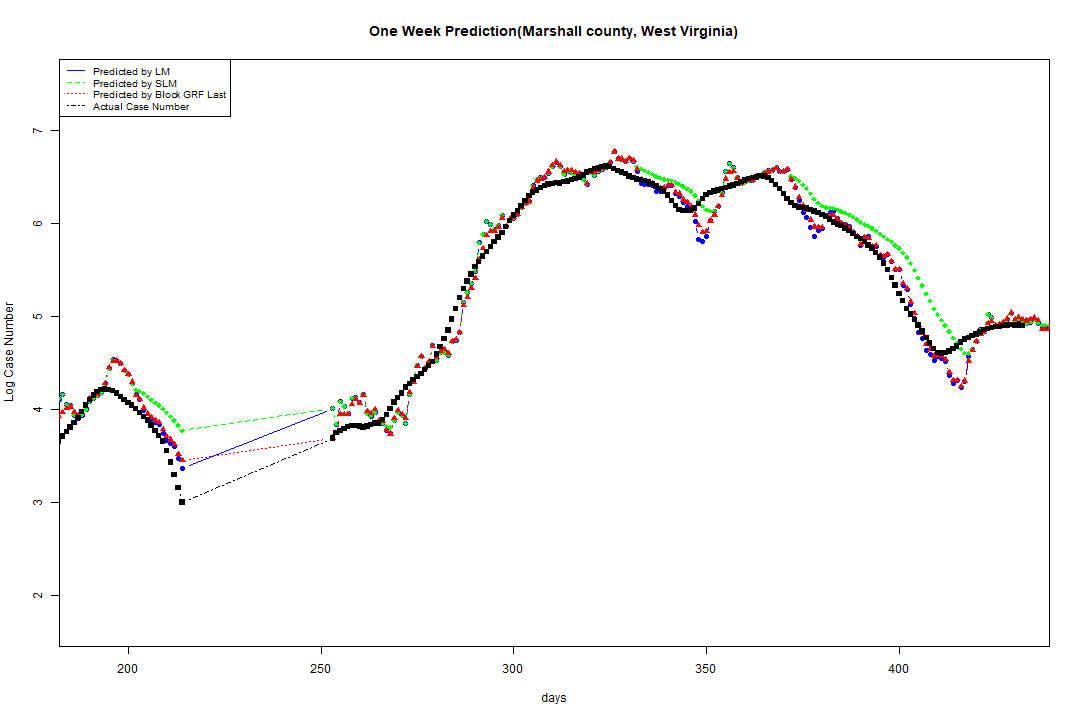 One Week Prediction(Marshall county, West Virginia)
Predicted by LM
Predicted by SLM
Predicted by Block GRF Last
Actual Case Number
7
6
5
4
3
2
Log Case Number
200 250 300 350 400
days